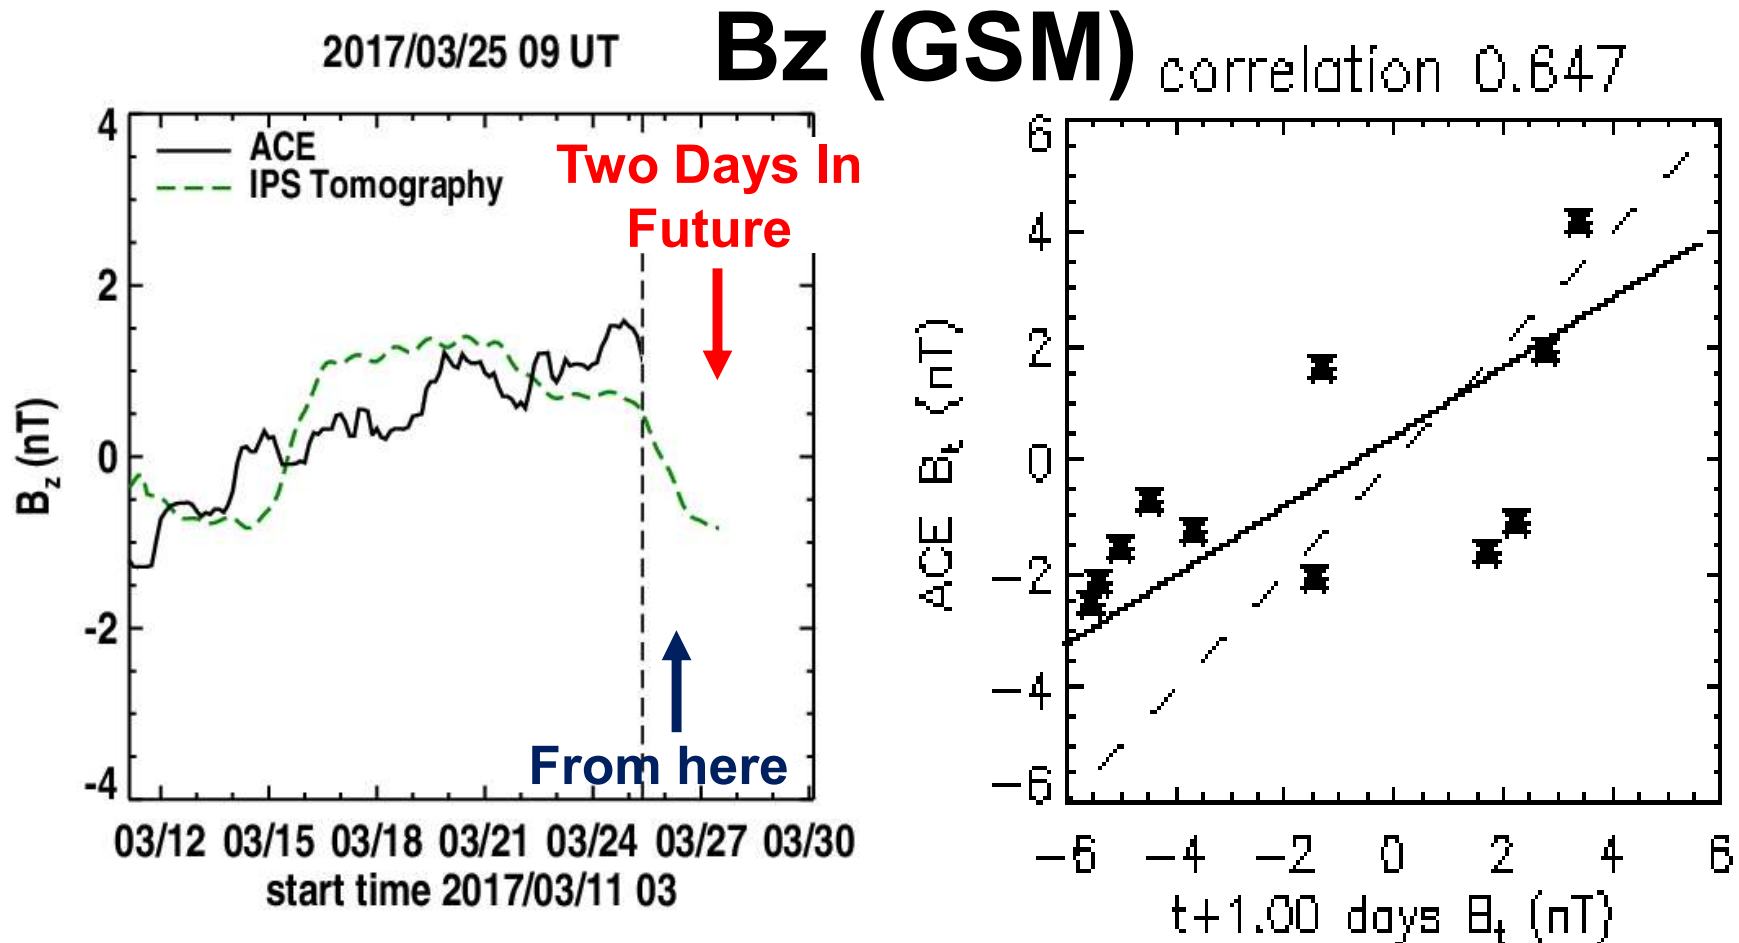 Bz (GSM)
2017/03/25 09 UT
4
2
0
-2
-4
Bz (nT)
ACE
IPS Tomography
Two Days In
Future
From here
03/12 03/15 03/18 03/21 03/24 03/27 03/30
start time 2017/03/11 03
correlation 0.647
6
4
2
0
−2
−4
−6
ACE Bt (nT)
−6 −4 −2 0 2 4 6
t+1.00 days Bt (nT)